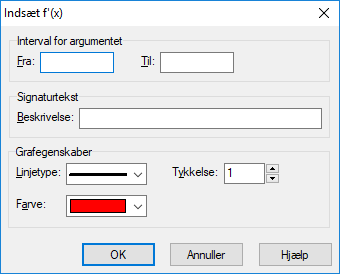 Indsæt f'(x)
Interval for argumentet
Fra: Til:
Signaturtekst
Beskrivelse:
Grafegenskaber
Linjetype: Tykkelse: 1
Farve:
OK Annuller Hjælp